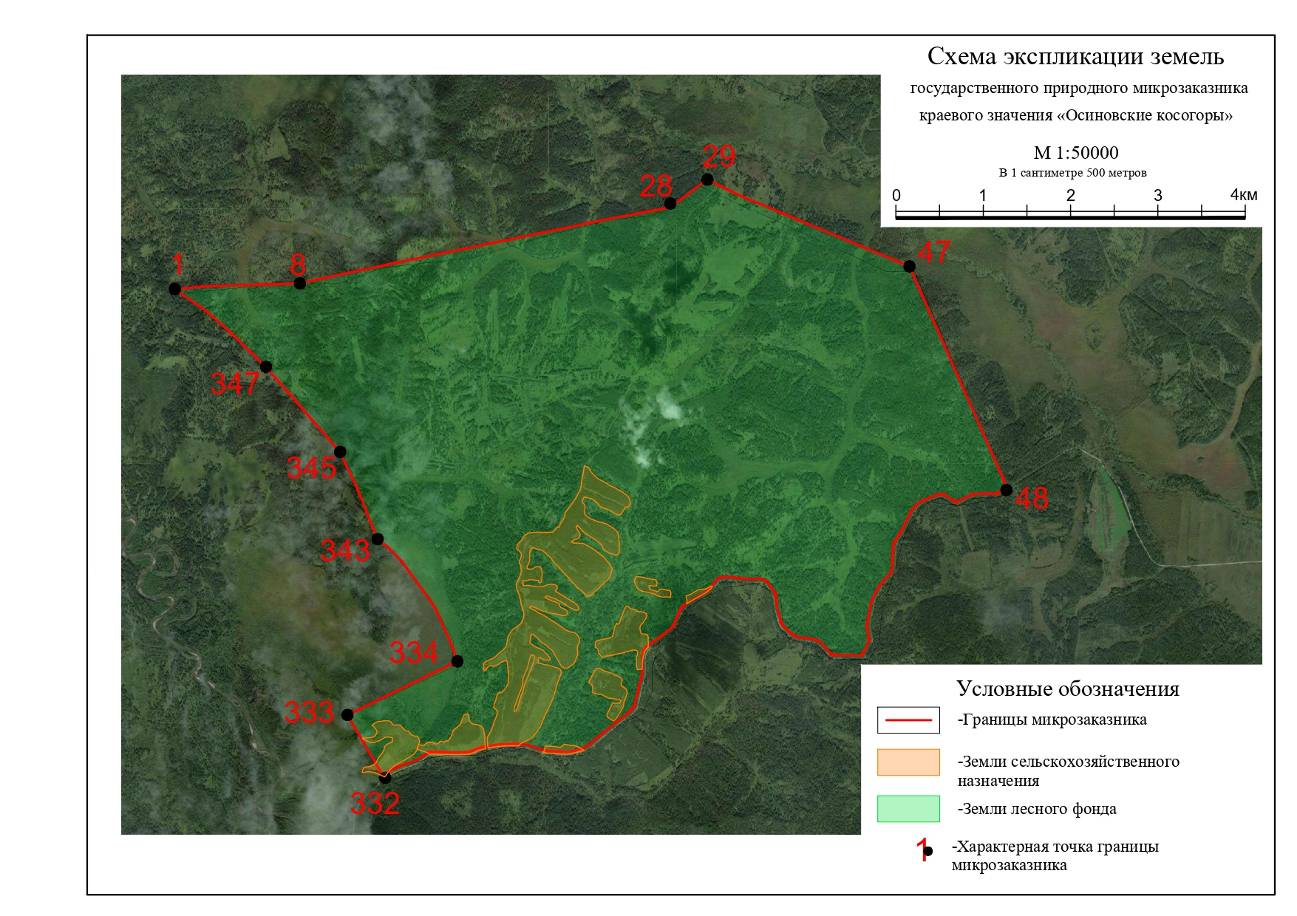 Схема экспликации земель
государственного природного микрозаказника
краевого значения «Осиновские косогоры»
М 1:50000
В 1 сантиметре 500 метров
0 1 2 3 4км
29
28
47
1
8
347
345
48
343
334
333
332
Условные обозначения
-Границы микрозаказника
-Земли сельскохозяйственного
назначения
-Земли лесного фонда
1
-Характерная точка границы
микрозаказника